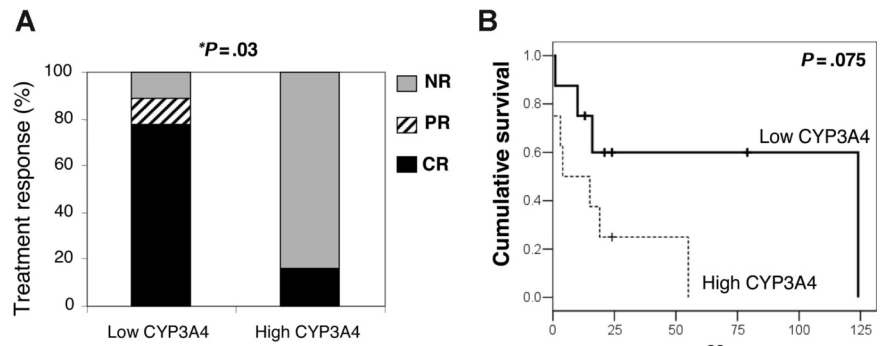 A
*P=.03
Treatment response (%)
100
80
60
40
20
0
Low CYP3A4
High CYP3A4
NR
PR
CR
B
P=.075
Cumulative survival
1.0
0.8
0.6
0.4
0.2
0.0
Low CYP3A4
High CYP3A4
0
25
50
75
100
125